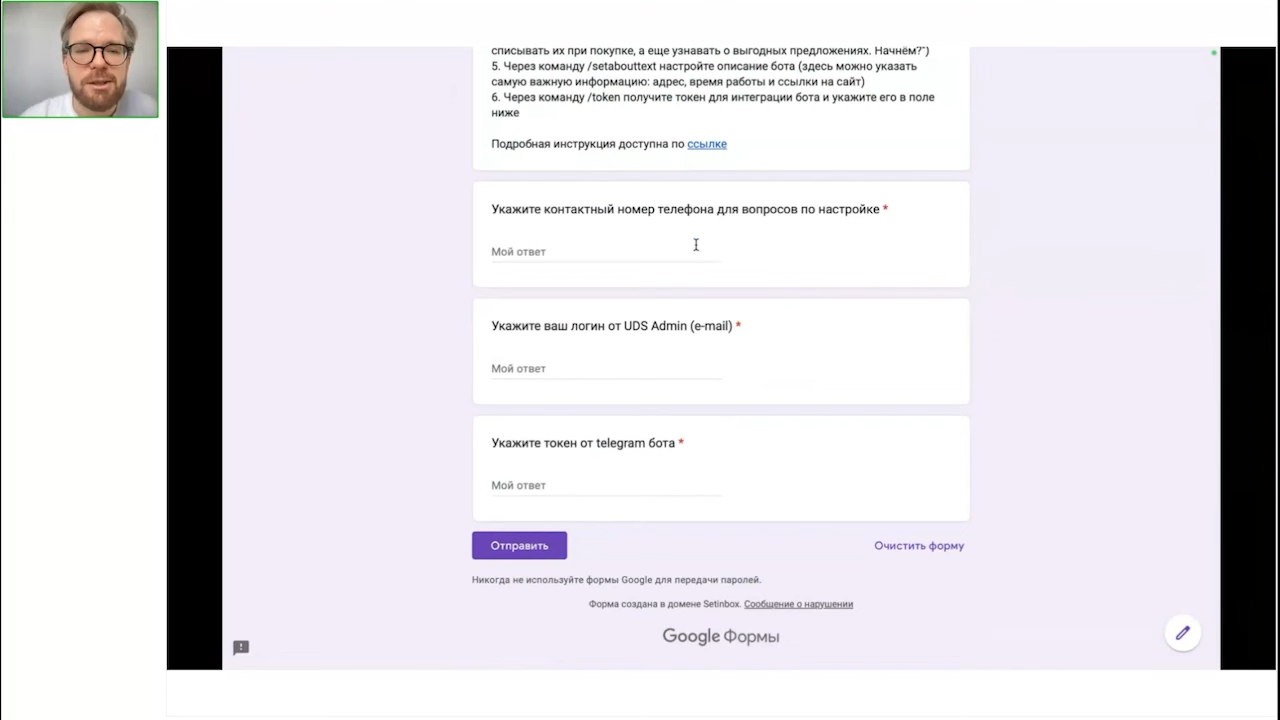 списывать их при покупке, а еще узнавать о выгодных предложениях. Начнём?")
5. Через команду /setabouttext настройте описание бота (здесь можно указать
самую важную информацию: адрес, время работы и ссылки на сайт)
6. Через команду /token получите токен для интеграции бота и укажите его в поле
ниже
Подробная инструкция доступна по ссылке
Укажите контактный номер телефона для вопросов по настройке *
Мой ответ
Укажите ваш логин от UDS Admin (e-mail) *
Мой ответ
Укажите токен от telegram бота *
Мой ответ
Отправить
Очистить форму
Никогда не используйте формы Google для передачи паролей.
Форма создана в домене Setinbox. Сообщение о нарушении
Google Формы